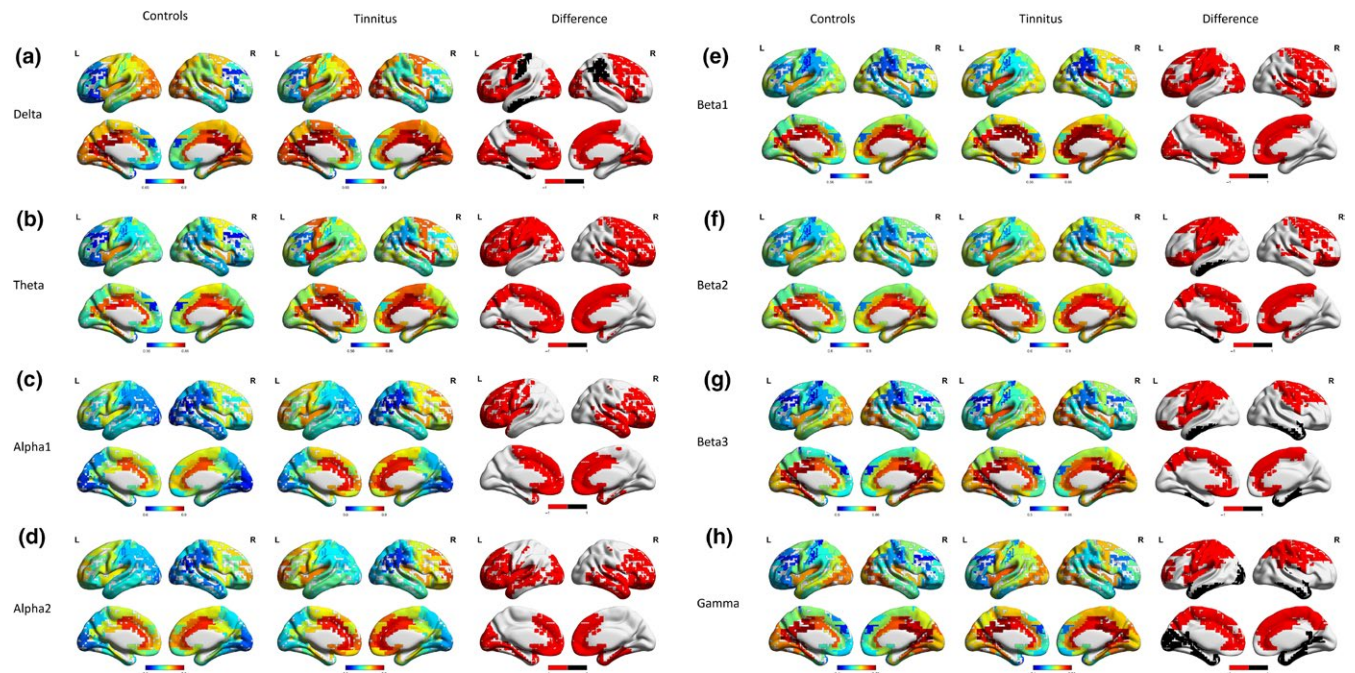 Controls Tinnitus Difference
Controls Tinnitus Difference
(a) L R
Delta
(b) L R
Theta
(c) L R
Alpha1
(d) L R
Alpha2
(e) L R
Beta1
(f) L R
Beta2
(g) L R
Beta3
(h) L R
Gamma